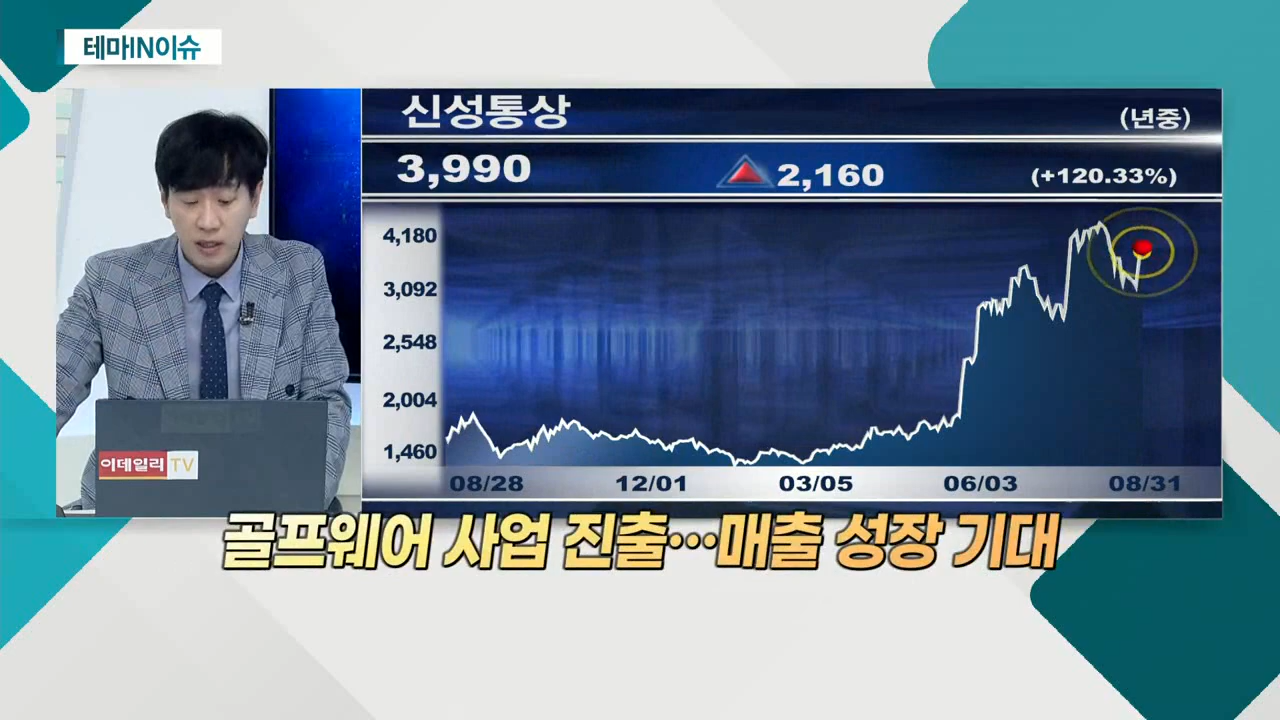 테마IN이슈
신성통상
(년중)
3,990 ▲ 2,160 (+120.33%)
4,180
3,092
2,548
2,004
1,460
08/28 12/01 03/05 06/03 08/31
이데일리 TV
골프웨어 사업 진출…매출 성장 기대